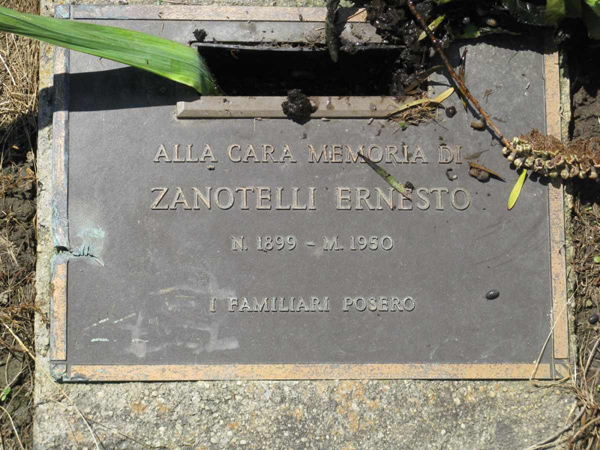 ALLA CARA MEMORIA DI
ZANOTELLI ERNESTO
N. 1899 - M. 1950
I FAMILIARI POSERO